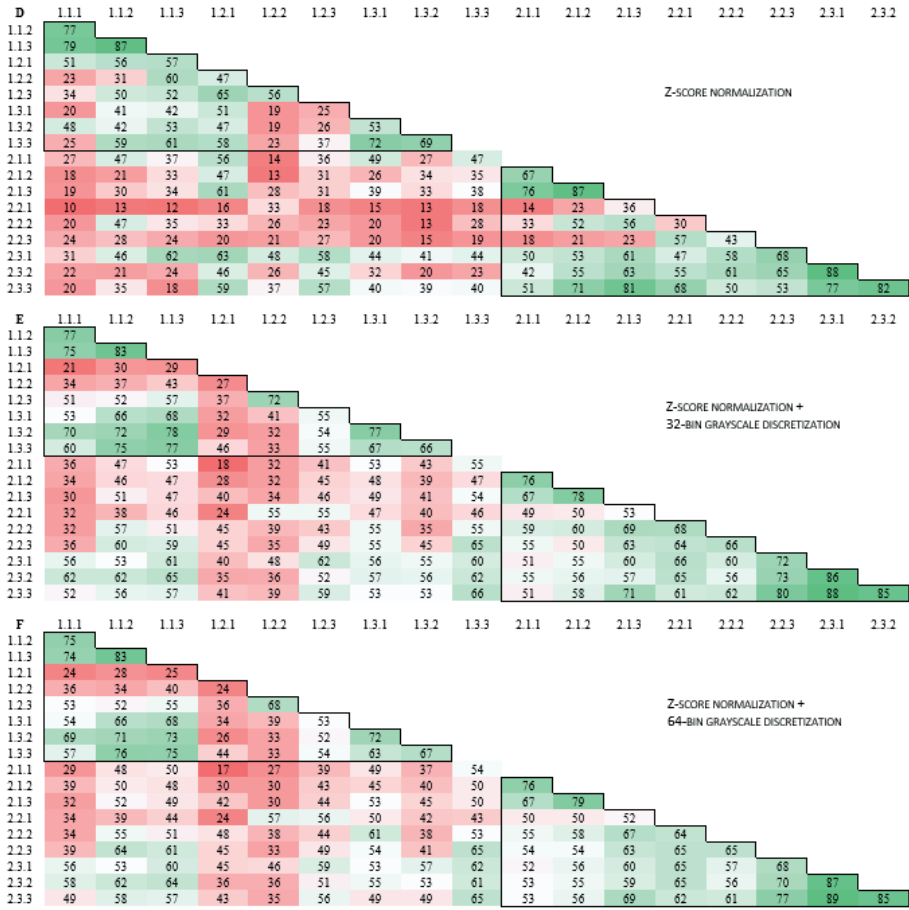 D 1.1.1 1.1.2 1.1.3 1.2.1 1.2.2 1.2.3 1.3.1 1.3.2 1.3.3 2.1.1 2.1.2 2.1.3 2.2.1 2.2.2 2.2.3 2.3.1 2.3.2
1.1.2 77
1.1.3 79 87
1.2.1 51 56 57
1.2.2 23 31 60 47
1.2.3 34 50 52 65 56
Z-SCORE NORMALIZATION
1.3.1 20 41 42 51 19 25
1.3.2 48 42 53 47 19 26 53
1.3.3 25 59 61 58 23 37 72 69
2.1.1 27 47 37 56 14 36 49 27 47
2.1.2 18 21 33 47 13 31 26 34 35 67
2.1.3 19 30 34 61 28 31 39 33 38 76 87
2.2.1 10 13 12 16 33 18 15 13 18 14 23 36
2.2.2 20 47 35 33 26 23 20 13 28 33 52 56 30
2.2.3 24 28 24 20 21 27 20 15 19 18 21 23 57 43
2.3.1 31 46 62 63 48 58 44 41 44 50 53 61 47 58 68
2.3.2 22 21 24 46 26 45 32 20 23 42 55 63 55 61 65 88
2.3.3 20 35 18 59 37 57 40 39 40 51 71 81 68 50 53 77 82
E 1.1.1 1.1.2 1.1.3 1.2.1 1.2.2 1.2.3 1.3.1 1.3.2 1.3.3 2.1.1 2.1.2 2.1.3 2.2.1 2.2.2 2.2.3 2.3.1 2.3.2
1.1.2 77
1.1.3 75 83
1.2.1 21 30 29
1.2.2 34 37 43 27
1.2.3 51 52 57 37 72
Z-SCORE NORMALIZATION +
32-BIN GRAYSCALE DISCRETIZATION
1.3.1 53 66 68 32 41 55
1.3.2 70 72 78 29 32 54 77
1.3.3 60 75 77 46 33 55 67 66
2.1.1 36 47 53 18 32 41 53 43 55
2.1.2 34 46 47 28 32 45 48 39 47 76
2.1.3 30 51 47 40 34 46 49 41 54 67 78
2.2.1 32 38 46 24 55 55 47 40 46 49 50 53
2.2.2 32 57 51 45 39 43 55 35 55 59 60 69 68
2.2.3 36 60 59 45 35 49 55 45 65 55 50 63 64 66
2.3.1 56 53 61 40 48 62 56 55 60 51 55 60 66 60 72
2.3.2 62 62 65 35 36 52 57 56 62 55 56 57 65 56 73 86
2.3.3 52 56 57 41 39 59 53 53 66 51 58 71 61 62 80 88 85
F 1.1.1 1.1.2 1.1.3 1.2.1 1.2.2 1.2.3 1.3.1 1.3.2 1.3.3 2.1.1 2.1.2 2.1.3 2.2.1 2.2.2 2.2.3 2.3.1 2.3.2
1.1.2 75
1.1.3 74 83
1.2.1 24 28 25
1.2.2 36 34 40 24
1.2.3 53 52 55 36 68
Z-SCORE NORMALIZATION +
64-BIN GRAYSCALE DISCRETIZATION
1.3.1 54 66 68 34 39 53
1.3.2 69 71 73 26 33 52 72
1.3.3 57 76 75 44 33 54 63 67
2.1.1 29 48 50 17 27 39 49 37 54
2.1.2 39 50 48 30 30 43 45 40 50 76
2.1.3 32 52 49 42 30 44 53 45 50 67 79
2.2.1 34 39 44 24 57 56 50 42 43 50 50 52
2.2.2 34 55 51 48 38 44 61 38 53 55 58 67 64
2.2.3 39 64 61 45 33 49 54 41 65 54 54 63 65 65
2.3.1 56 53 60 45 46 59 53 57 62 52 56 60 65 57 68
2.3.2 58 62 64 36 36 51 55 53 61 53 55 59 65 56 70 87
2.3.3 49 58 57 43 35 56 49 49 65 53 56 69 62 61 77 89 85